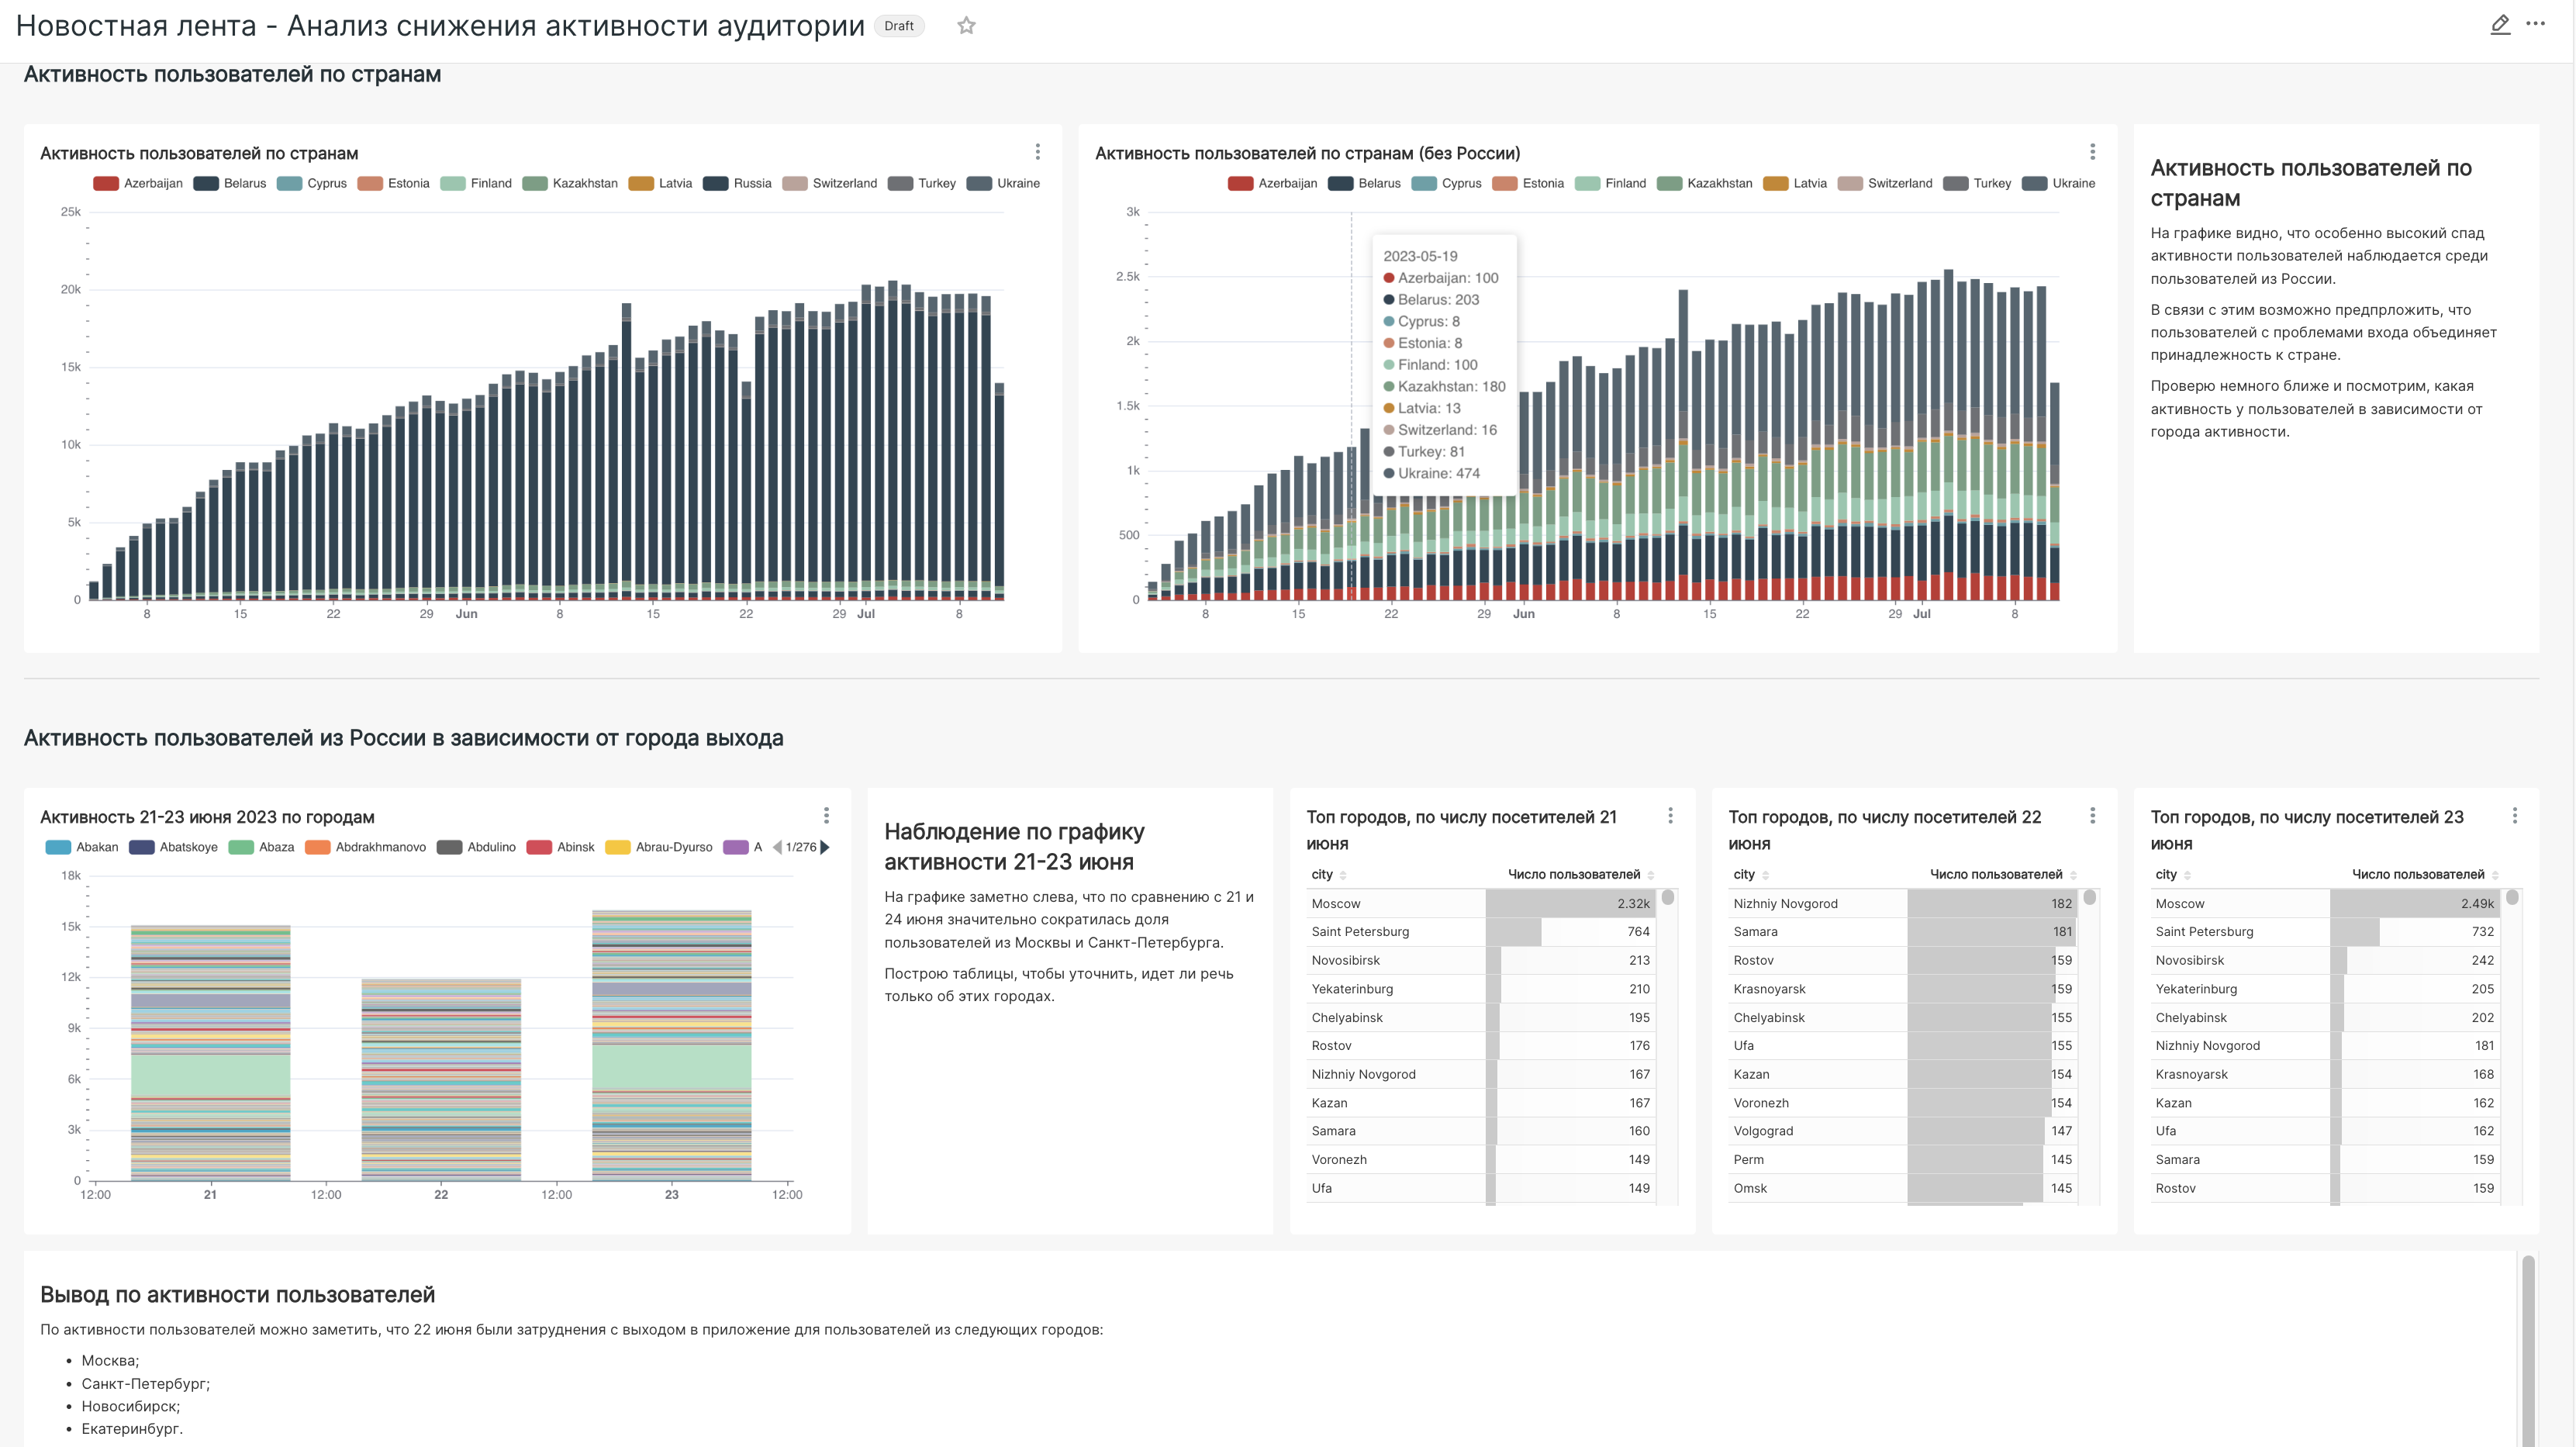 Новостная лента - Анализ снижения активности аудитории
Draft
Активность пользователей по странам
Активность пользователей по странам
Azerbaijan Belarus Cyprus Estonia Finland Kazakhstan Latvia Russia Switzerland Turkey Ukraine
25k
20k
15k
10k
5k
0
8 15 22 29 Jun 8 15 22 29 Jul 8
Активность пользователей по странам (без России)
Azerbaijan Belarus Cyprus Estonia Finland Kazakhstan Latvia Switzerland Turkey Ukraine
3k
2.5k
2k
1.5k
1k
500
0
8 15 22 29 Jun 8 15 22 29 Jul 8
2023-05-19
Azerbaijan: 100
Belarus: 203
Cyprus: 8
Estonia: 8
Finland: 100
Kazakhstan: 180
Latvia: 13
Switzerland: 16
Turkey: 81
Ukraine: 474
Активность пользователей по
странам
На графике видно, что особенно высокий спад
активности пользователей наблюдается среди
пользователей из России.
В связи с этим возможно предпрложить, что
пользователей с проблемами входа объединяет
принадлежность к стране.
Проверю немного ближе и посмотрим, какая
активность у пользователей в зависимости от
города активности.
Активность пользователей из России в зависимости от города выхода
Активность 21-23 июня 2023 по городам
Abakan Abatskoye Abaza Abdrakhmanovo Abdulino Abinsk Abrau-Dyurso A 1/276
18k
15k
12k
9k
6k
3k
0
12:00 21 12:00 22 12:00 23 12:00
Наблюдение по графику
активности 21-23 июня
На графике заметно слева, что по сравнению с 21 и
24 июня значительно сократилась доля
пользователей из Москвы и Санкт-Петербурга.
Построю таблицы, чтобы уточнить, идет ли речь
только об этих городах.
Топ городов, по числу посетителей 21
июня
city Число пользователей
Moscow 2.32k
Saint Petersburg 764
Novosibirsk 213
Yekaterinburg 210
Chelyabinsk 195
Rostov 176
Nizhniy Novgorod 167
Kazan 167
Samara 160
Voronezh 149
Ufa 149
Топ городов, по числу посетителей 22
июня
city Число пользователей
Nizhniy Novgorod 182
Samara 181
Rostov 159
Krasnoyarsk 159
Chelyabinsk 155
Ufa 155
Kazan 154
Voronezh 154
Volgograd 147
Perm 145
Omsk 145
Топ городов, по числу посетителей 23
июня
city Число пользователей
Moscow 2.49k
Saint Petersburg 732
Novosibirsk 242
Yekaterinburg 205
Chelyabinsk 202
Nizhniy Novgorod 181
Krasnoyarsk 168
Kazan 162
Ufa 162
Samara 159
Rostov 159
Вывод по активности пользователей
По активности пользователей можно заметить, что 22 июня были затруднения с выходом в приложение для пользователей из следующих городов:
• Москва;
• Санкт-Петербург;
• Новосибирск;
• Екатеринбург.